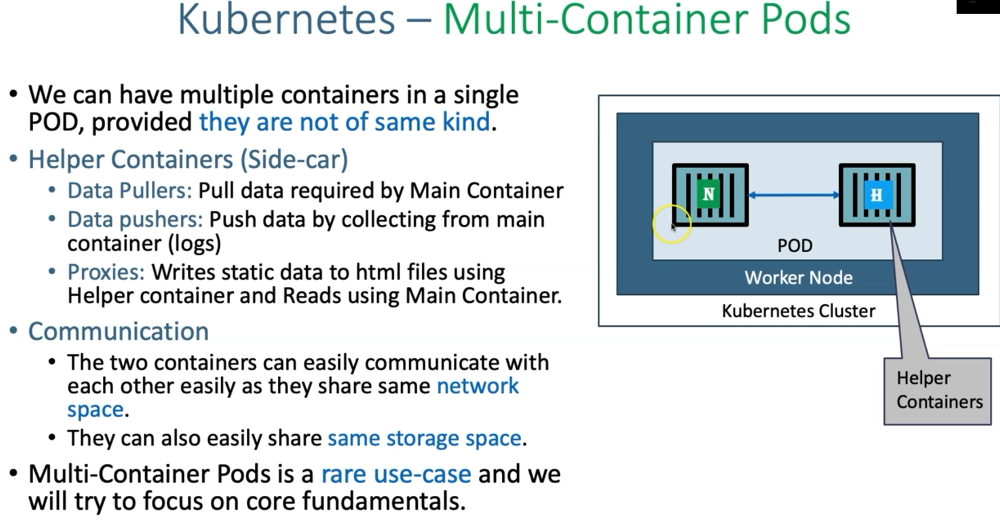 Kubernetes – Multi-Container Pods
• We can have multiple containers in a single
POD, provided they are not of same kind.
• Helper Containers (Side-car)
• Data Pullers: Pull data required by Main Container
• Data pushers: Push data by collecting from main
container (logs)
• Proxies: Writes static data to html files using
Helper container and Reads using Main Container.
• Communication
• The two containers can easily communicate with
each other easily as they share same network
space.
• They can also easily share same storage space.
• Multi-Container Pods is a rare use-case and we
will try to focus on core fundamentals.
N
H
POD
Worker Node
Kubernetes Cluster
Helper
Containers